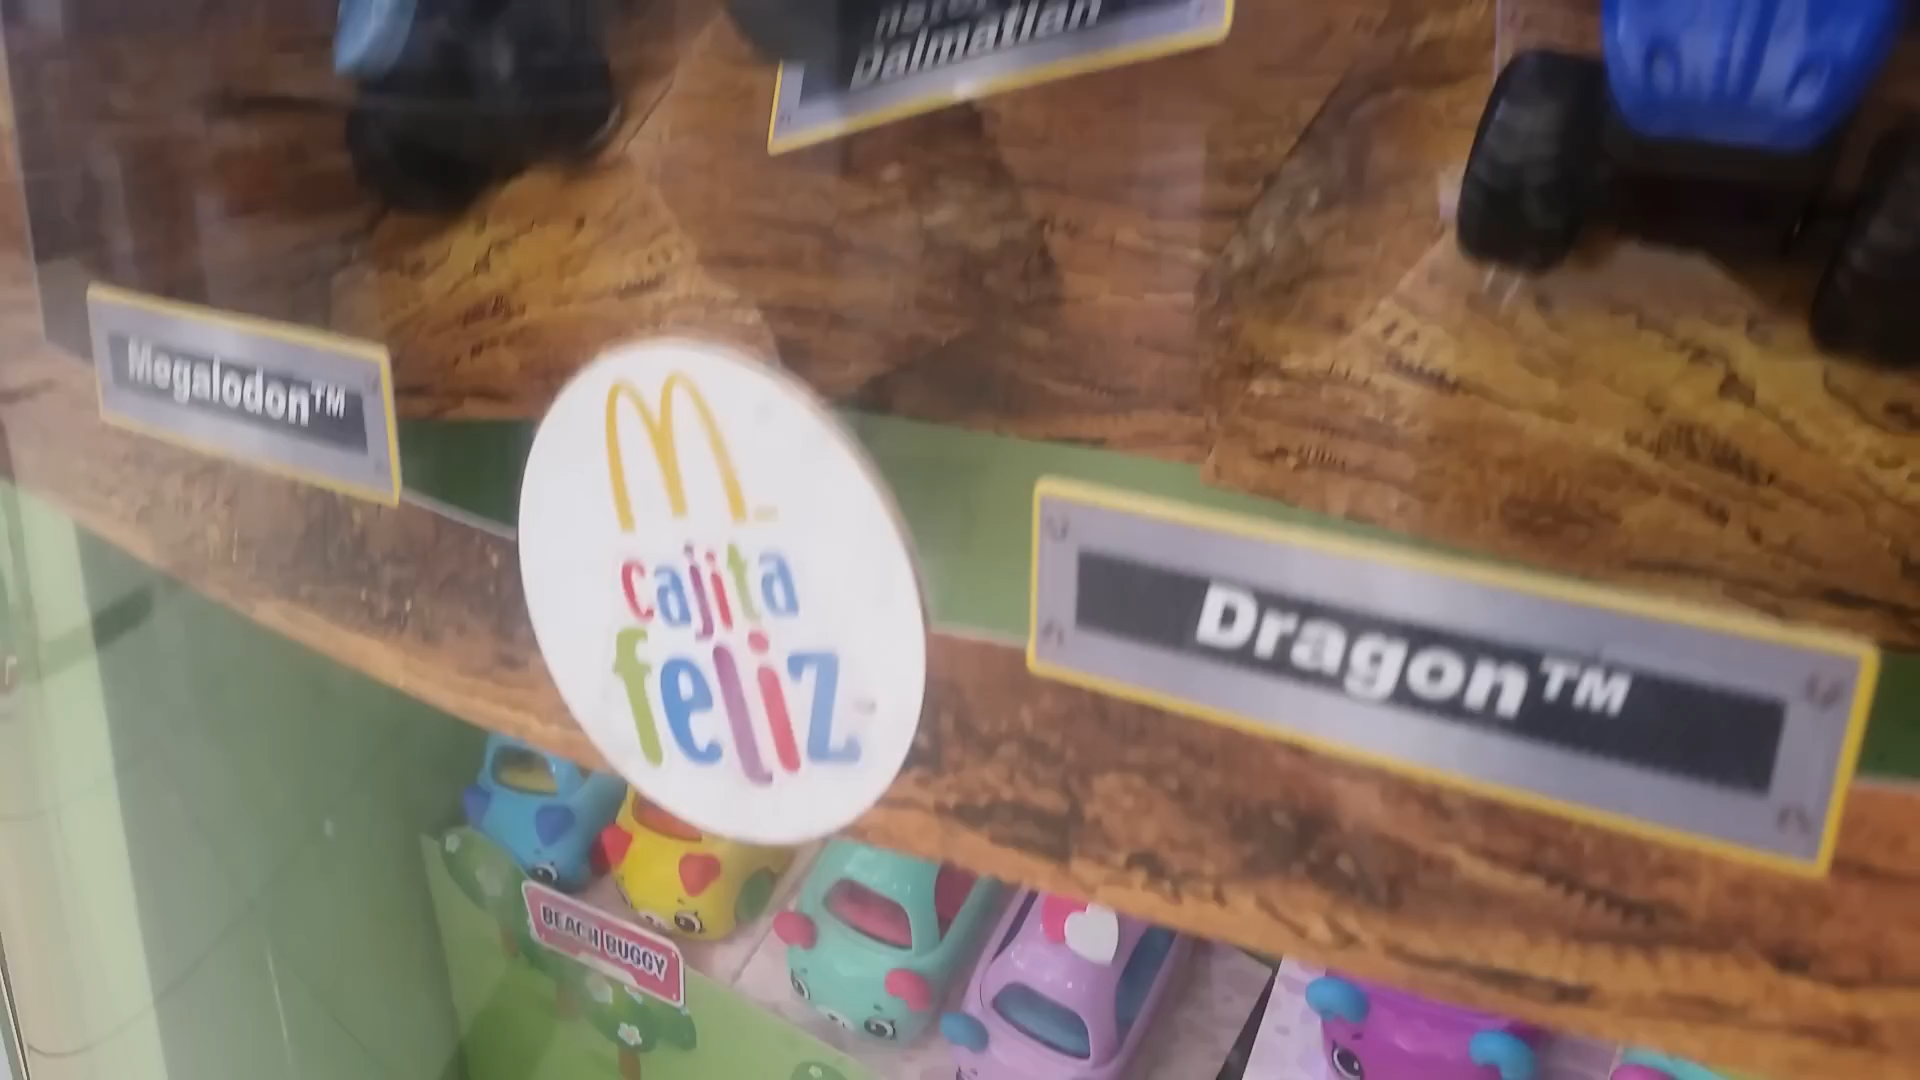 Dalmatian
Megalodon™
M
cajita
feliz
Dragon™
BEACH BUGGY